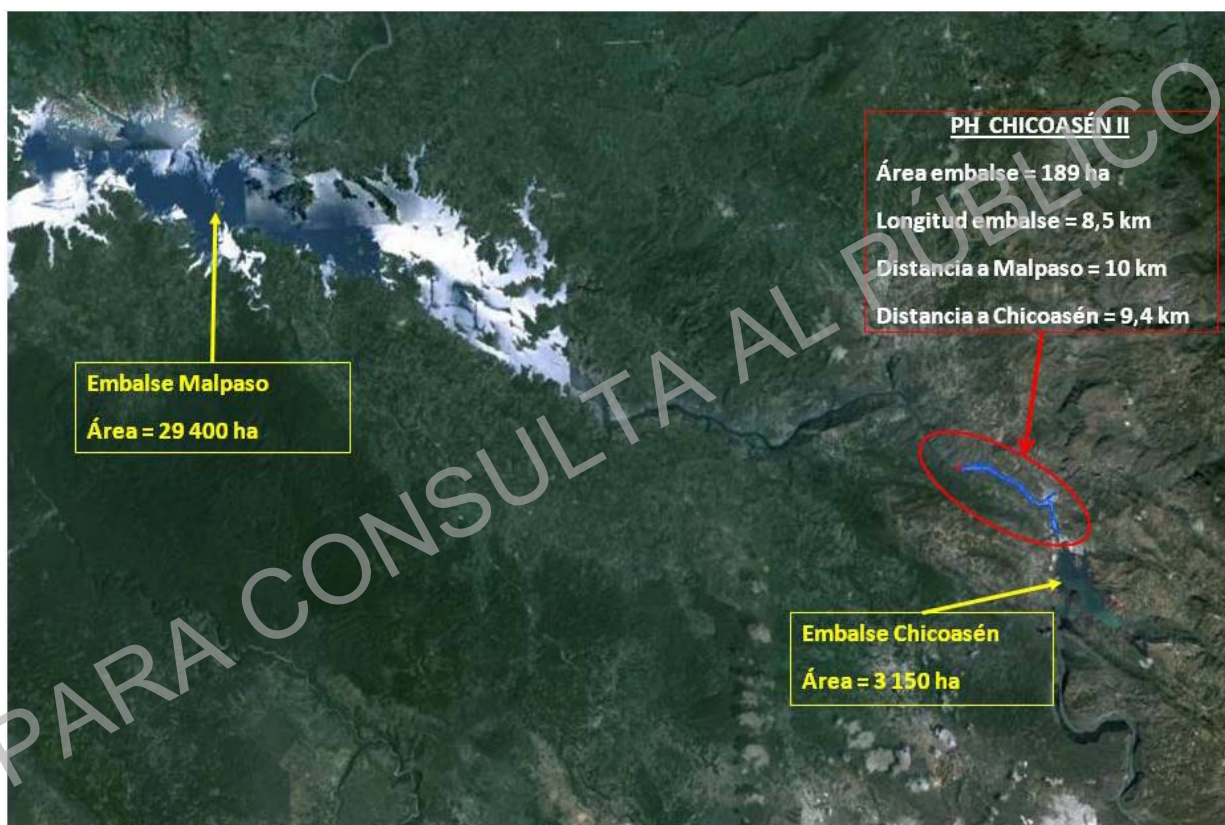 PH CHICOASÉN II
Área embalse = 189 ha
Longitud embalse = 8,5 km
Distancia a Malpaso = 10 km
Distancia a Chicoasén = 9,4 km
Embalse Malpaso
Área = 29 400 ha
Embalse Chicoasén
Área = 3 150 ha
PARA CONSULTA AL PÚBLICO